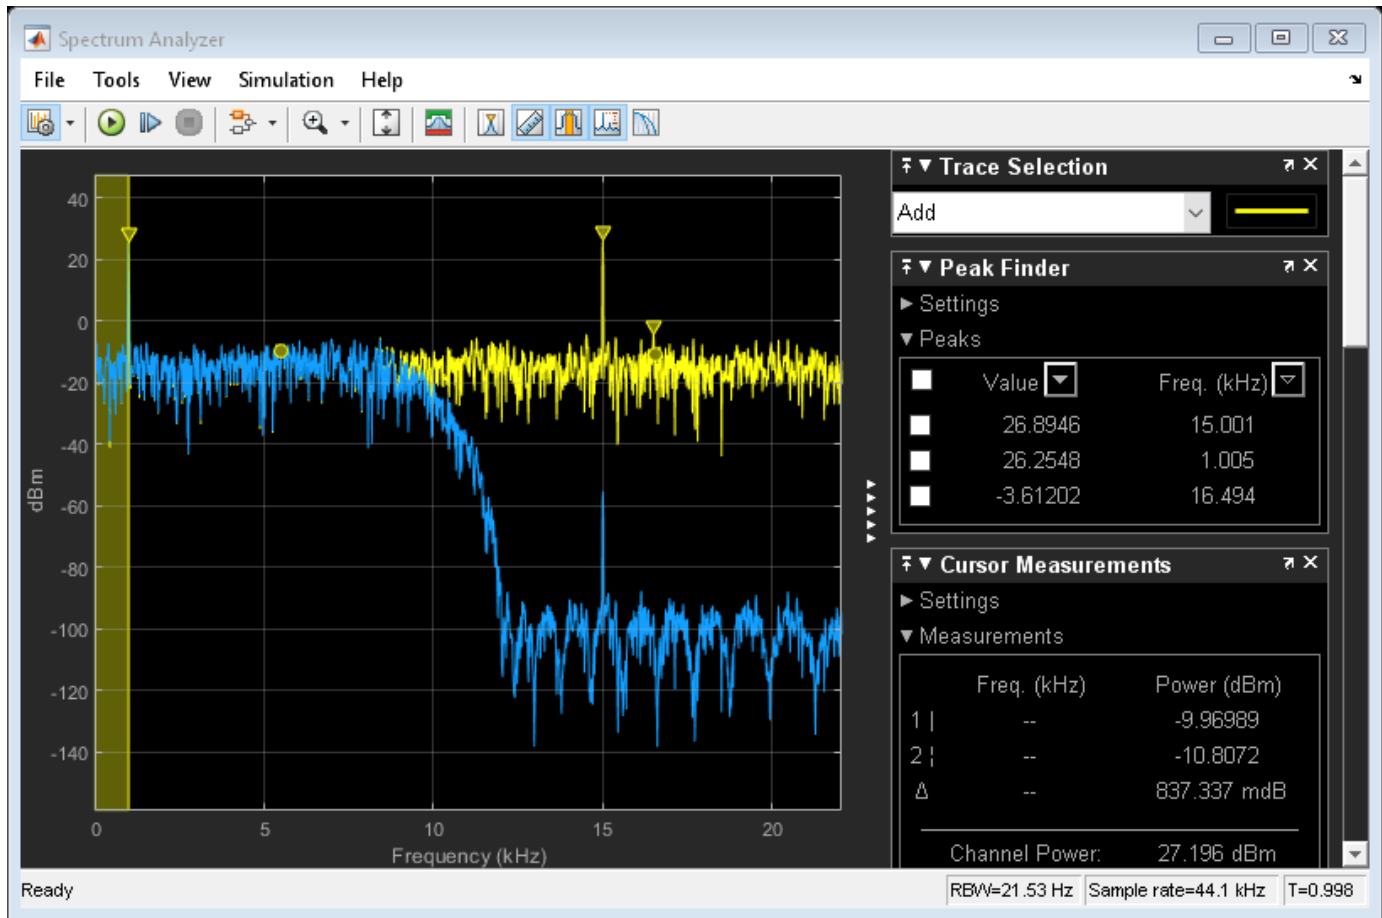 Spectrum Analyzer
File Tools View Simulation Help
40
20
0
-20
-40
-60
-80
-100
-120
-140
dBm
0 5 10 15 20
Frequency (kHz)
Trace Selection
Add
Peak Finder
Settings
Peaks
Value Freq. (kHz)
26.8946 15.001
26.2548 1.005
-3.61202 16.494
Cursor Measurements
Settings
Measurements
Freq. (kHz) Power (dBm)
1 | -- -9.96989
2 ¦ -- -10.8072
Δ -- 837.337 mdB
Channel Power: 27.196 dBm
Ready RBW=21.53 Hz Sample rate=44.1 kHz T=0.998